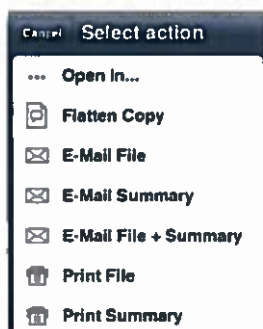 Cancel Select action
Open In...
Flatten Copy
E-Mail File
E-Mail Summary
E-Mail File + Summary
Print File
Print Summary